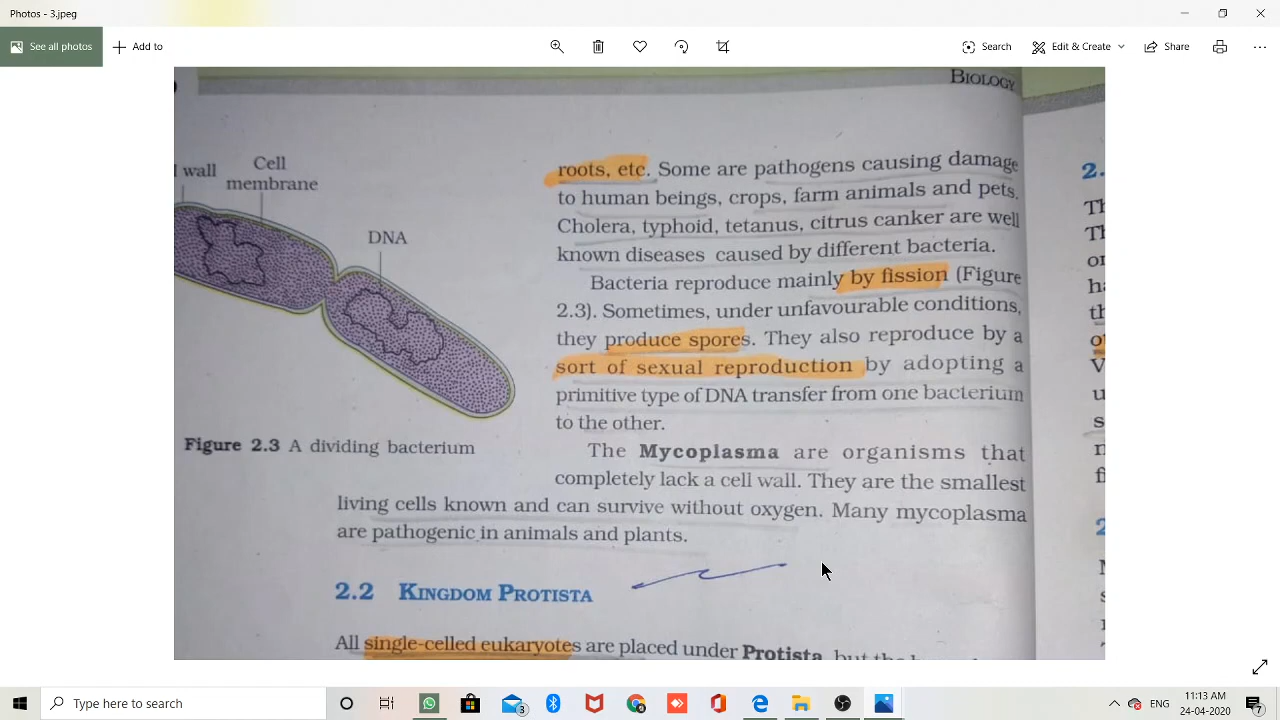 Photos - 3.jpeg
See all photos
Add to
Search
Edit & Create
Share
BIOLOGY
wall
Cell
membrane
DNA
Figure 2.3 A dividing bacterium
roots, etc. Some are pathogens causing damage
to human beings, crops, farm animals and pets.
Cholera, typhoid, tetanus, citrus canker are well
known diseases caused by different bacteria.
Bacteria reproduce mainly by fission (Figure
2.3). Sometimes, under unfavourable conditions,
they produce spores. They also reproduce by a
sort of sexual reproduction by adopting a
primitive type of DNA transfer from one bacterium
to the other.
The Mycoplasma are organisms that
completely lack a cell wall. They are the smallest
living cells known and can survive without oxygen. Many mycoplasma
are pathogenic in animals and plants.
2.2 KINGDOM PROTISTA
All single-celled eukaryotes are placed under Protista, but the
2.
Type here to search
3
ENG
11:13 AM
24-04-2020
7